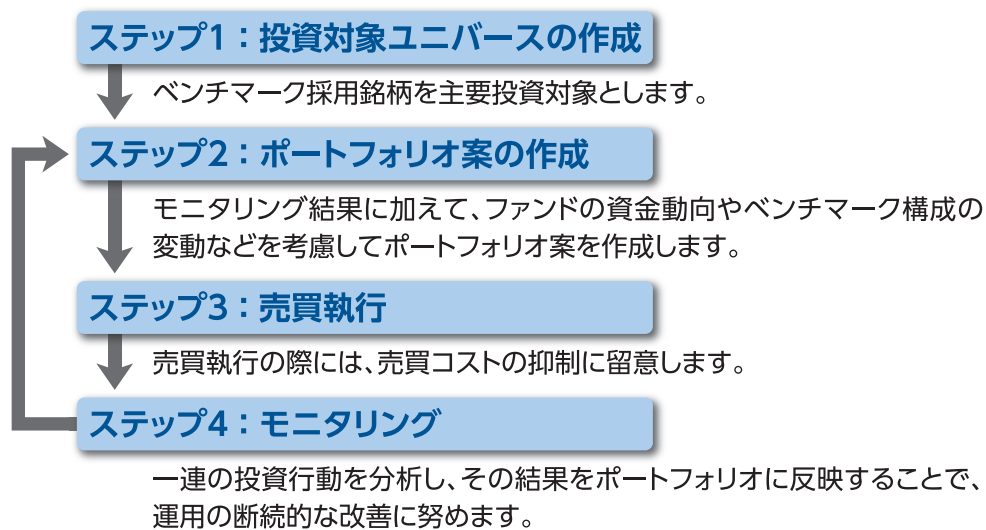 ステップ1：投資対象ユニバースの作成
ベンチマーク採用銘柄を主要投資対象とします。
ステップ2：ポートフォリオ案の作成
モニタリング結果に加えて、ファンドの資金動向やベンチマーク構成の
変動などを考慮してポートフォリオ案を作成します。
ステップ3：売買執行
売買執行の際には、売買コストの抑制に留意します。
ステップ4：モニタリング
一連の投資行動を分析し、その結果をポートフォリオに反映することで、
運用の断続的な改善に努めます。